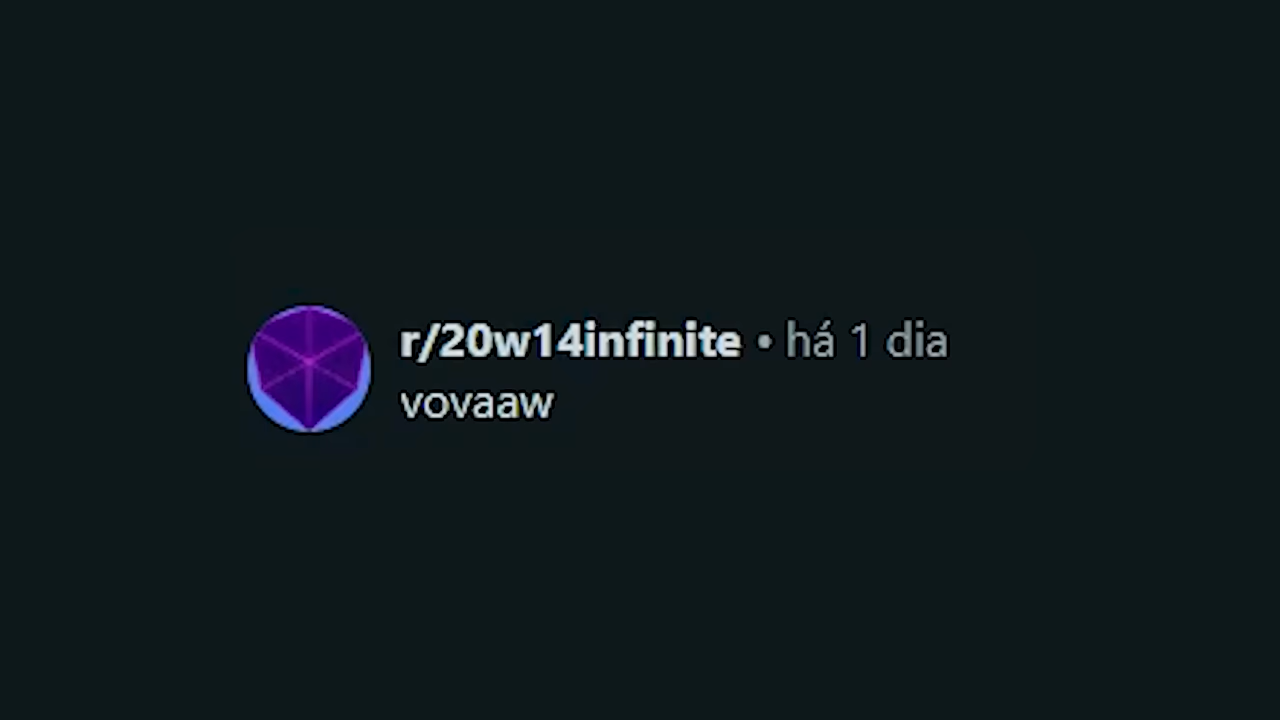 r/20w14infinite • há 1 dia
vovaaw